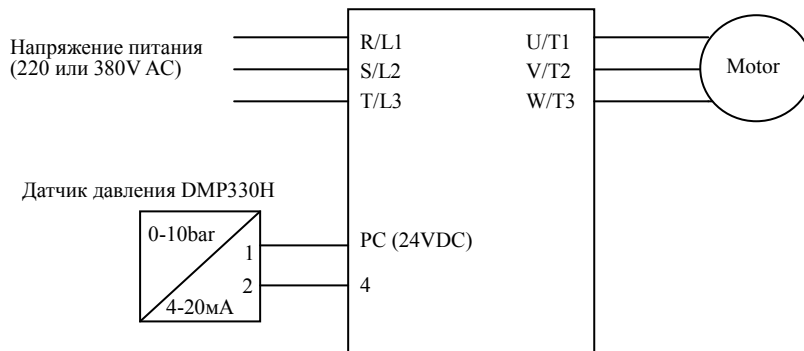 Напряжение питания
(220 или 380V AC)
R/L1
S/L2
T/L3
U/T1
V/T2
W/T3
Motor
Датчик давления DMP330H
0-10bar
1
2
4-20мА
PC (24VDC)
4